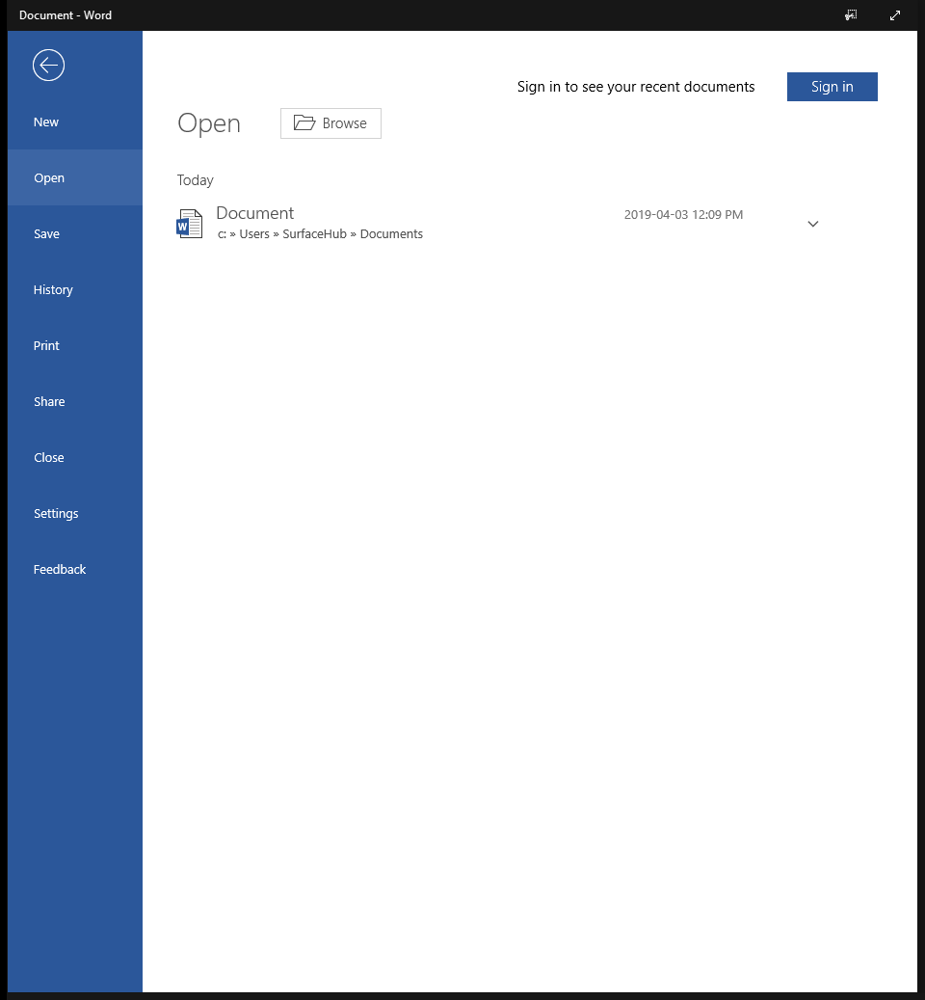 Document - Word
Sign in to see your recent documents
Sign in
Open
Browse
New
Open
Save
History
Print
Share
Close
Settings
Feedback
Today
Document
2019-04-03 12:09 PM
c: » Users » SurfaceHub » Documents
W